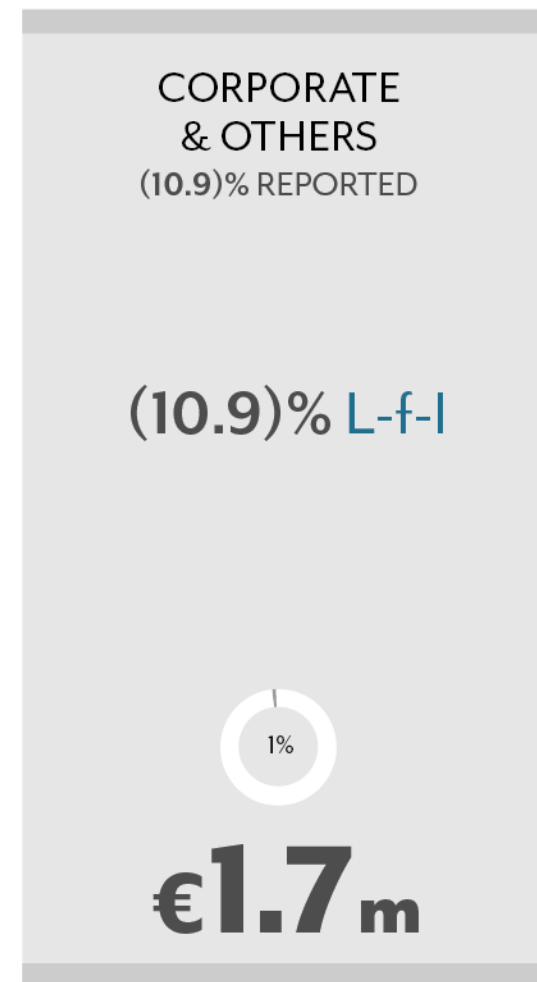 CORPORATE
& OTHERS
(10.9)% REPORTED
(10.9)% L-f-l
1%
€1.7m